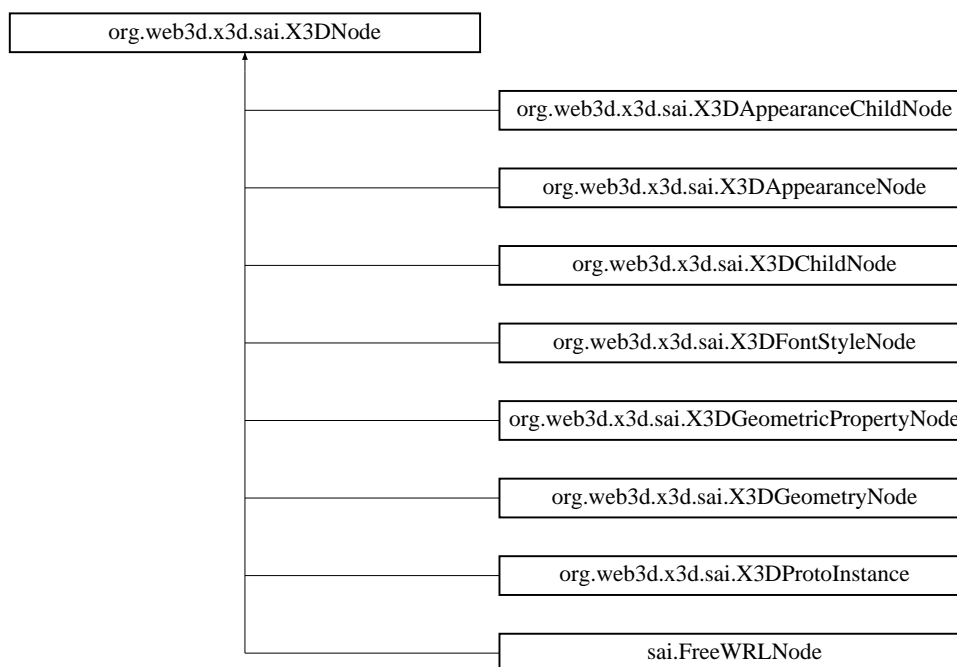 org.web3d.x3d.sai.X3DNode
org.web3d.x3d.sai.X3DAppearanceChildNode
org.web3d.x3d.sai.X3DAppearanceNode
org.web3d.x3d.sai.X3DChildNode
org.web3d.x3d.sai.X3DFontStyleNode
org.web3d.x3d.sai.X3DGeometricPropertyNode
org.web3d.x3d.sai.X3DGeometryNode
org.web3d.x3d.sai.X3DProtoInstance
sai.FreeWRLNode